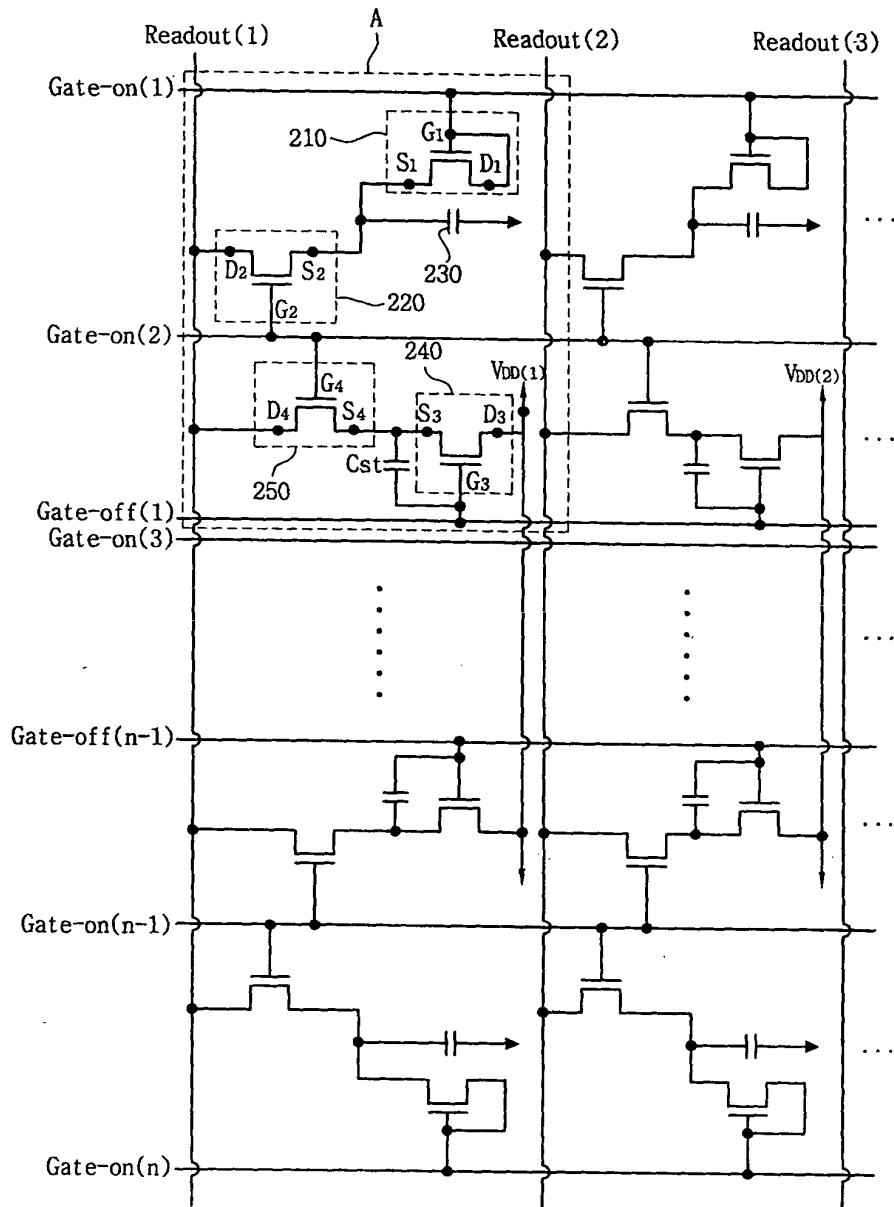 A
Readout(1)
Readout(2)
Readout(3)
Gate-on(1)
210
G1
S1
D1
D2
S2
230
G2
220
Gate-on(2)
240
VDD(1)
VDD(2)
G4
D4
S4
S3
D3
...
250
Cst
G3
Gate-off(1)
Gate-on(3)
...
Gate-off(n-1)
...
Gate-on(n-1)
...
Gate-on(n)